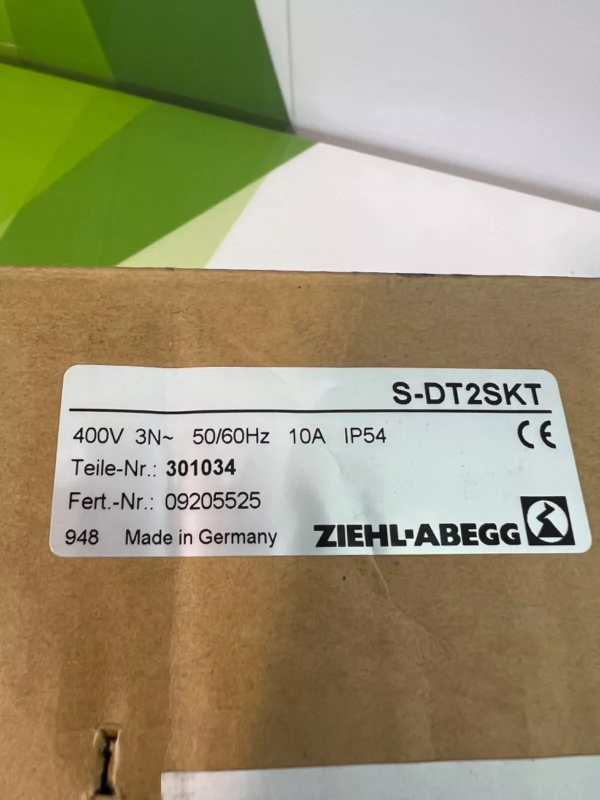 S-DT2SKT
400V 3N~ 50/60Hz 10A IP54 CE
Teile-Nr.: 301034
Fert.-Nr.: 09205525
948 Made in Germany ZIEHL-ABEGG